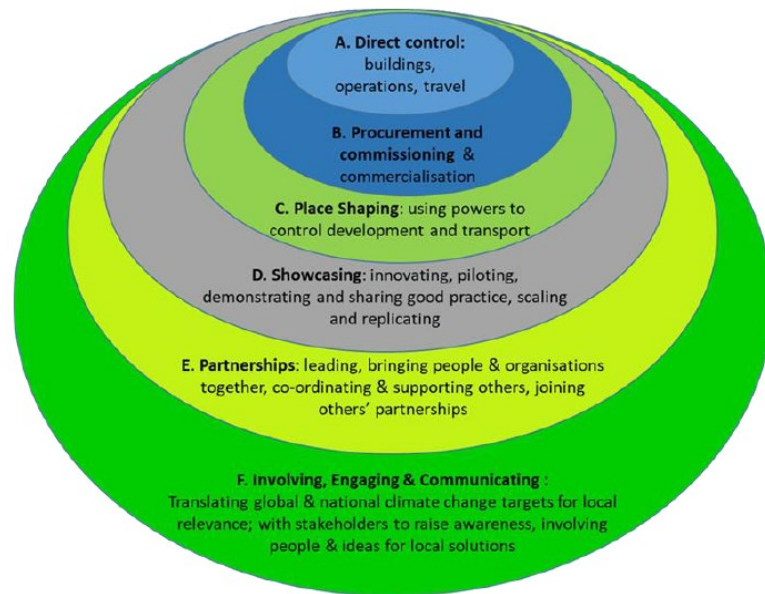 A. Direct control:
buildings,
operations, travel
B. Procurement and
commissioning &
commercialisation
C. Place Shaping: using powers to
control development and transport
D. Showcasing: innovating, piloting,
demonstrating and sharing good practice, scaling
and replicating
E. Partnerships: leading, bringing people & organisations
together, co-ordinating & supporting others, joining
others’ partnerships
F. Involving, Engaging & Communicating :
Translating global & national climate change targets for local
relevance; with stakeholders to raise awareness, involving
people & ideas for local solutions